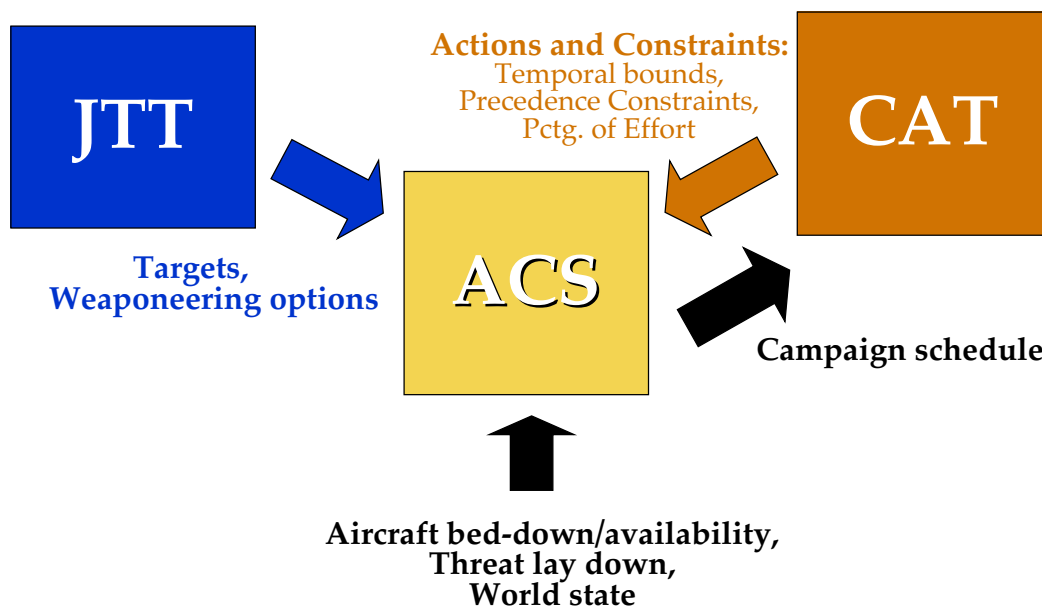 JTT
Actions and Constraints:
Temporal bounds,
Precedence Constraints,
Pctg. of Effort
CAT
Targets,
Weaponeering options
ACS
Campaign schedule
Aircraft bed-down/availability,
Threat lay down,
World state